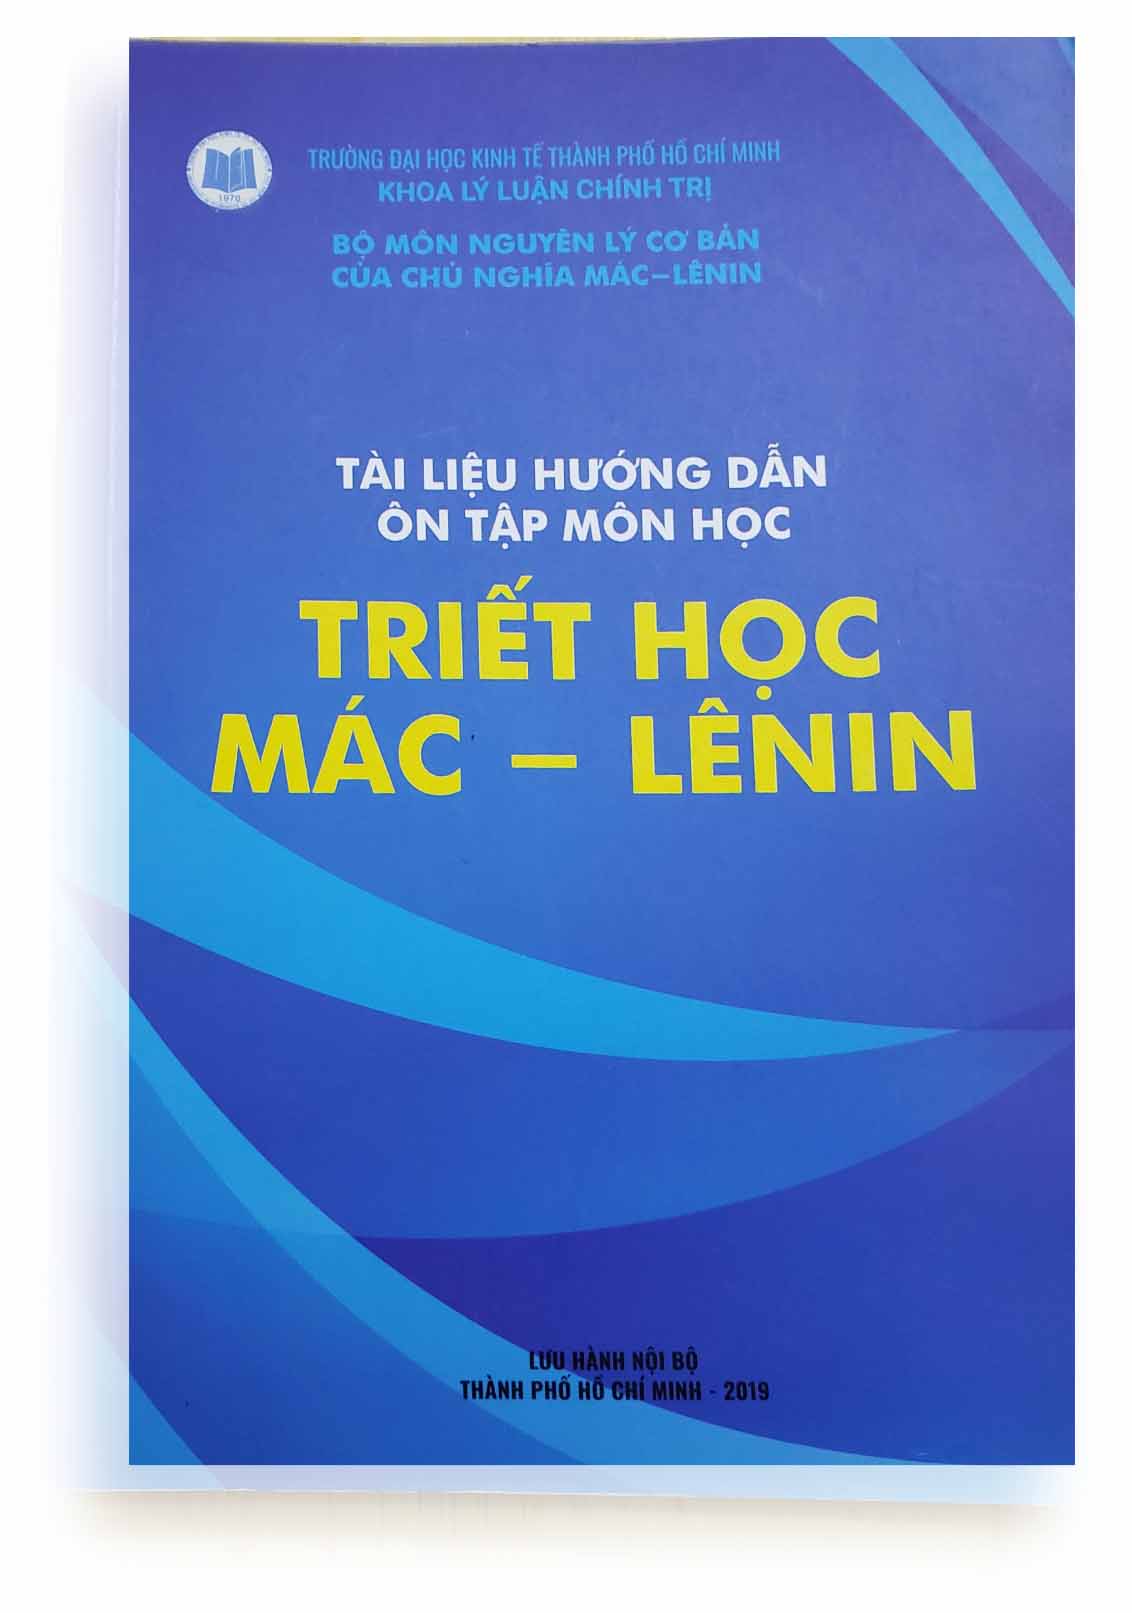 TRƯỜNG ĐẠI HỌC KINH TẾ THÀNH PHỐ HỒ CHÍ MINH
KHOA LÝ LUẬN CHÍNH TRỊ
BỘ MÔN NGUYÊN LÝ CƠ BẢN
CỦA CHỦ NGHĨA MÁC–LÊNIN
1976
TÀI LIỆU HƯỚNG DẪN
ÔN TẬP MÔN HỌC
TRIẾT HỌC
MÁC – LÊNIN
LƯU HÀNH NỘI BỘ
THÀNH PHỐ HỒ CHÍ MINH - 2019